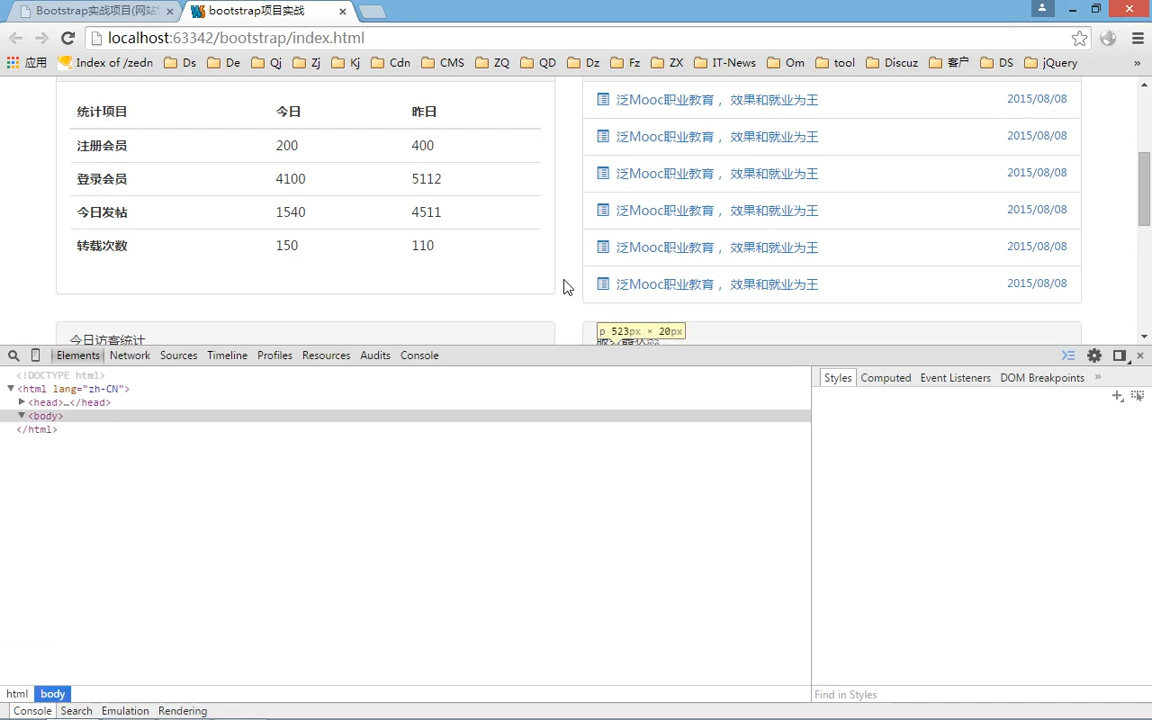 Bootstrap实战项目(网站
bootstrap项目实战
localhost:63342/bootstrap/index.html
应用 Index of /zedn Ds De Qj Zj Kj Cdn CMS ZQ QD Dz Fz ZX IT-News Om tool Discuz 客户 DS jQuery »
统计项目 今日 昨日
注册会员 200 400
登录会员 4100 5112
今日发帖 1540 4511
转载次数 150 110
泛Mooc职业教育，效果和就业为王 2015/08/08
泛Mooc职业教育，效果和就业为王 2015/08/08
泛Mooc职业教育，效果和就业为王 2015/08/08
泛Mooc职业教育，效果和就业为王 2015/08/08
泛Mooc职业教育，效果和就业为王 2015/08/08
泛Mooc职业教育，效果和就业为王 2015/08/08
今日访客统计
p 523px × 20px
Elements Network Sources Timeline Profiles Resources Audits Console
<!DOCTYPE html>
<html lang="zh-CN">
<head>…</head>
<body>
</html>
Styles Computed Event Listeners DOM Breakpoints »
html body
Find in Styles
Console Search Emulation Rendering